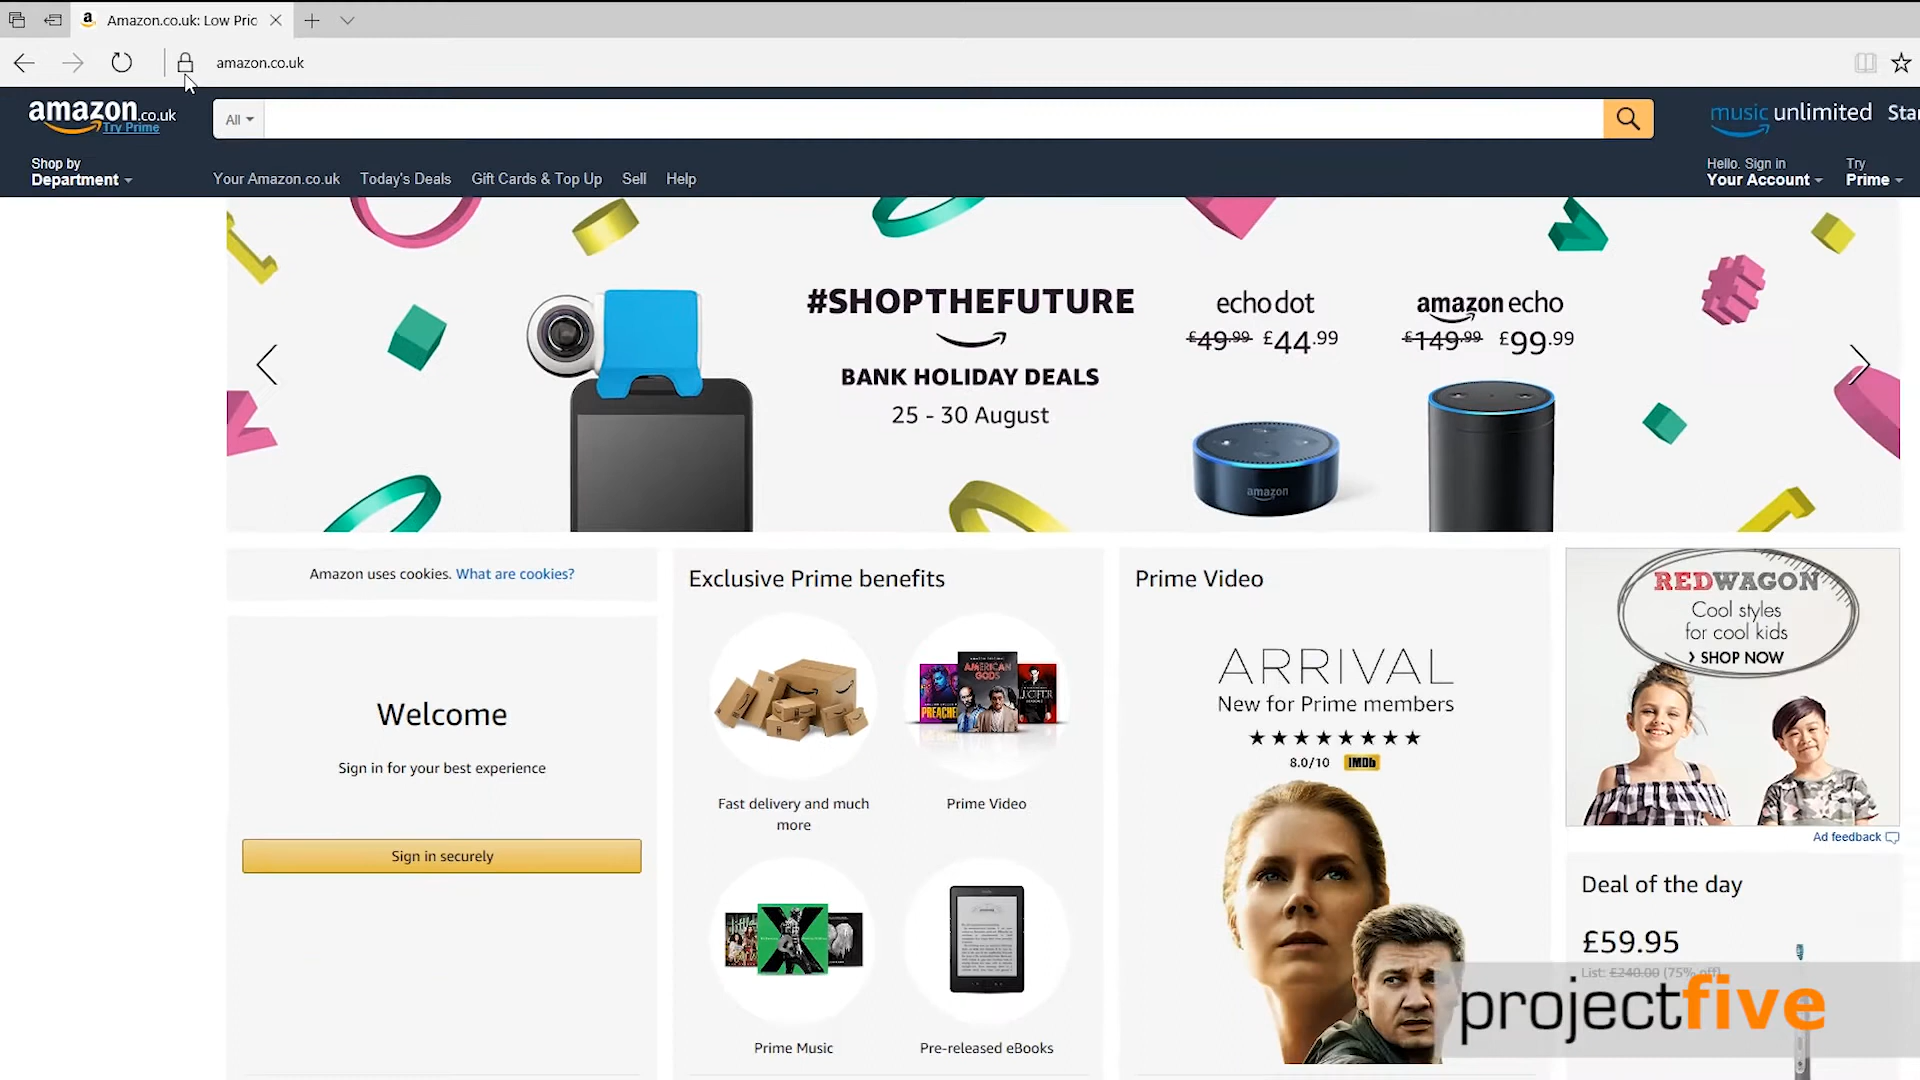 Amazon.co.uk: Low Pric
amazon.co.uk
amazon.co.uk
Try Prime
All
music unlimited
Shop by
Department
Your Amazon.co.uk
Today's Deals
Gift Cards & Top Up
Sell
Help
Hello. Sign in
Your Account
Try
Prime
#SHOPTHEFUTURE
BANK HOLIDAY DEALS
25 - 30 August
echo dot
£49.99 £44.99
amazon echo
£149.99 £99.99
amazon
Amazon uses cookies. What are cookies?
Welcome
Sign in for your best experience
Sign in securely
Exclusive Prime benefits
PREACHER
AMERICAN
GODS
LUCIFER
Fast delivery and much
more
Prime Video
Prime Music
Pre-released eBooks
Prime Video
ARRIVAL
New for Prime members
8.0/10 IMDb
REDWAGON
Cool styles
for cool kids
› SHOP NOW
Ad feedback
Deal of the day
£59.95
List: £240.00 (75% off)
projectfive